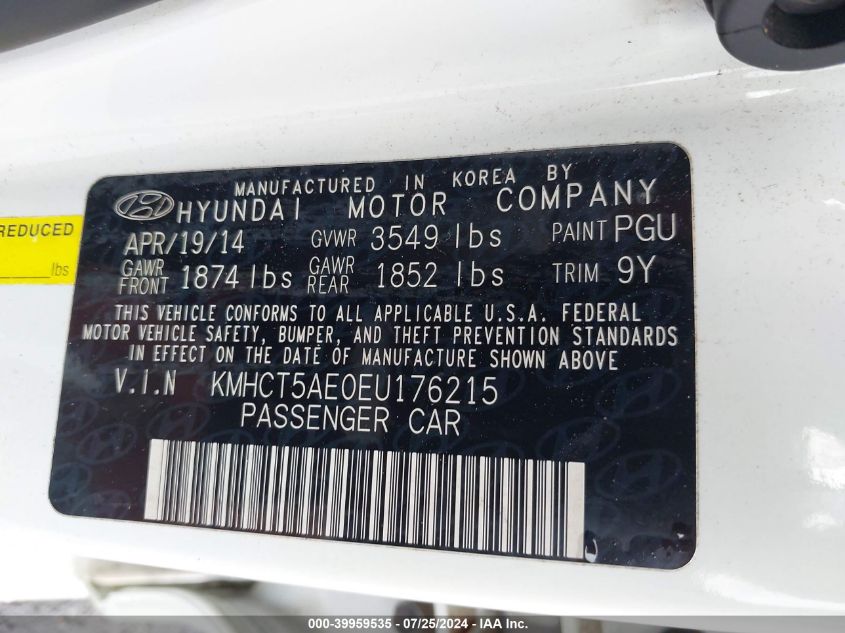 REDUCED
lbs
MANUFACTURED IN KOREA BY
HYUNDAI MOTOR COMPANY
APR/19/14 GVWR 3549 lbs PAINT PGU
GAWR FRONT 1874 lbs GAWR REAR 1852 lbs TRIM 9Y
THIS VEHICLE CONFORMS TO ALL APPLICABLE U.S.A. FEDERAL
MOTOR VEHICLE SAFETY, BUMPER, AND THEFT PREVENTION STANDARDS
IN EFFECT ON THE DATE OF MANUFACTURE SHOWN ABOVE
V.I.N KMHCT5AE0EU176215
PASSENGER CAR
000-39959535 - 07/25/2024 - IAA Inc.